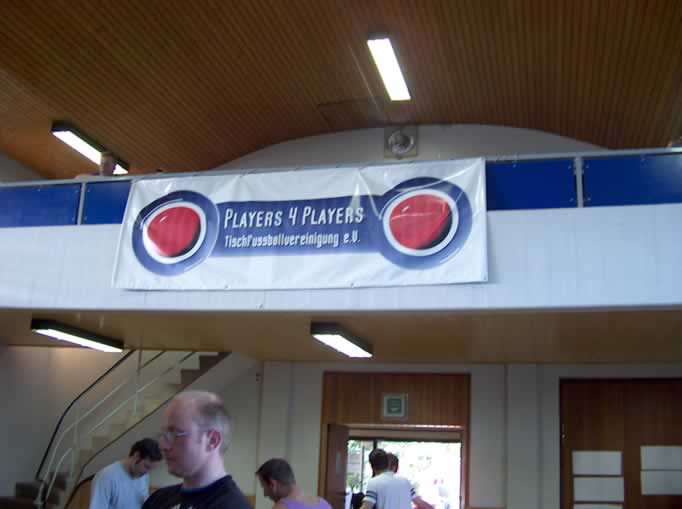 Players 4 Players
Tischfussballvereinigung e.V.